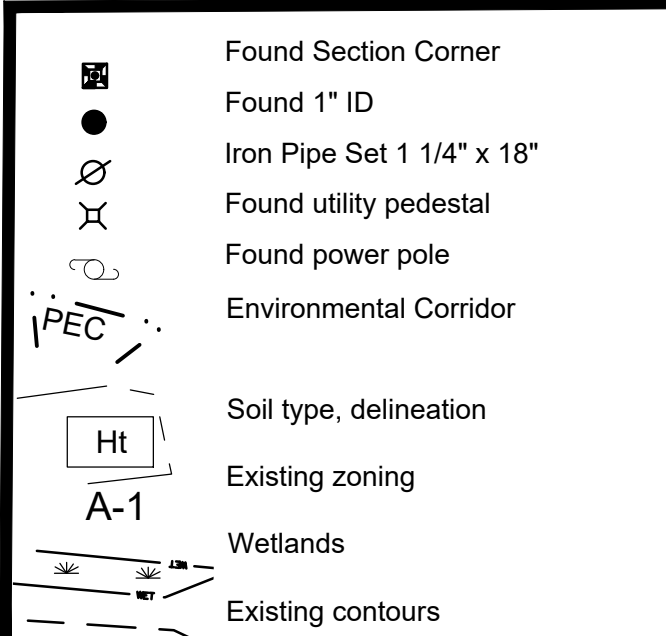 Found Section Corner
Found 1" ID
Iron Pipe Set 1 1/4" x 18"
Found utility pedestal
Found power pole
PEC Environmental Corridor
Soil type, delineation
Ht
Existing zoning
A-1
Wetlands
WET
WET
Existing contours